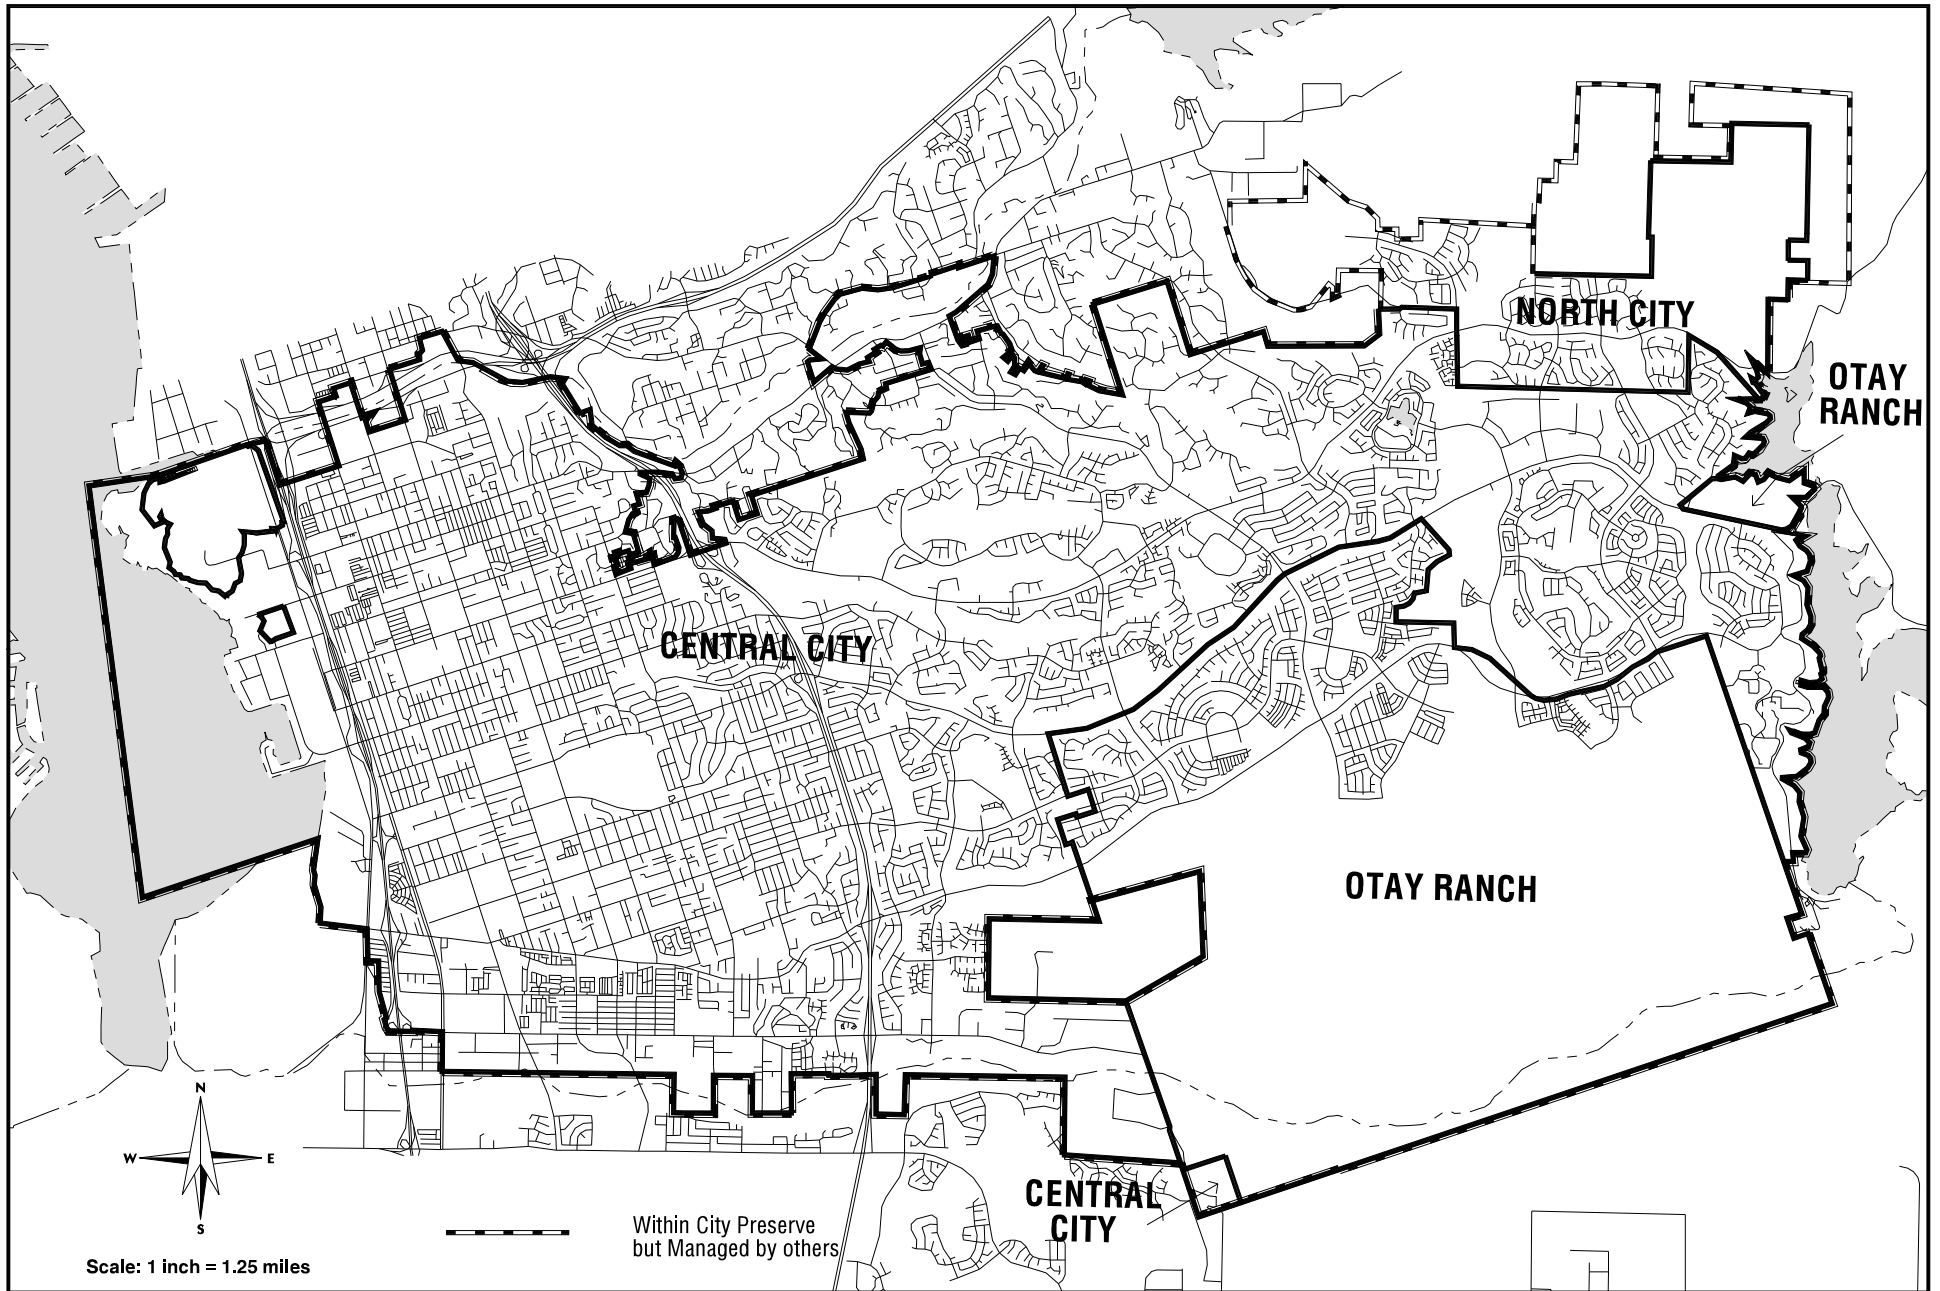 NORTH CITY
OTAY
RANCH
CENTRAL CITY
OTAY RANCH
N
W
E
S
CENTRAL
CITY
Within City Preserve
but Managed by others
Scale: 1 inch = 1.25 miles